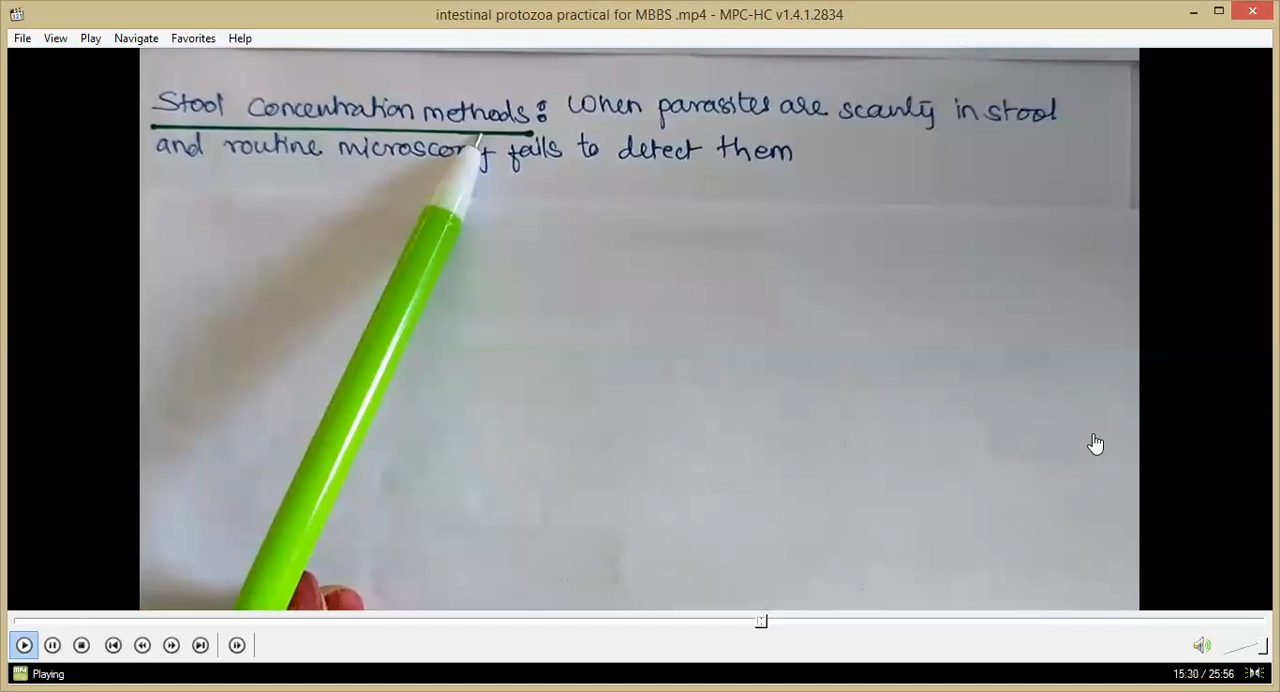 intestinal protozoa practical for MBBS .mp4 - MPC-HC v1.4.1.2834
File View Play Navigate Favorites Help
Stool Concentration methods: When parasites are scanty in stool
and routine microscopy fails to detect them
Playing
15:30 / 25:56